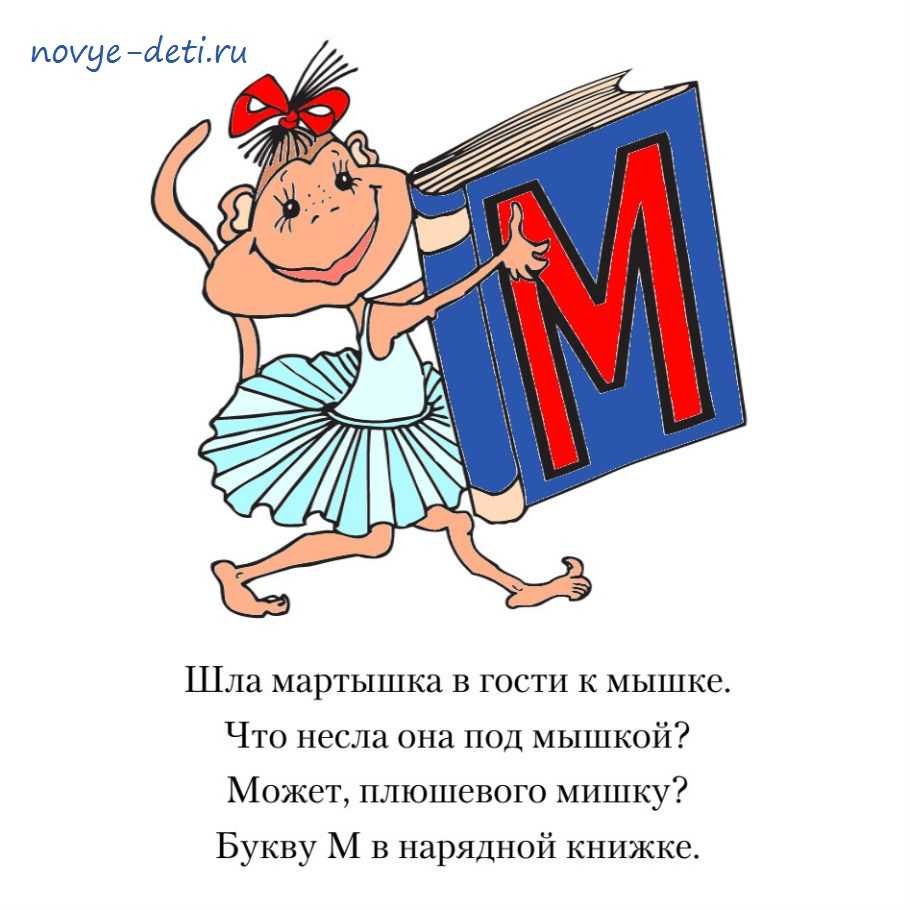 novye-deti.ru
М
Шла мартышка в гости к мышке.
Что несла она под мышкой?
Может, плюшевого мишку?
Букву М в нарядной книжке.